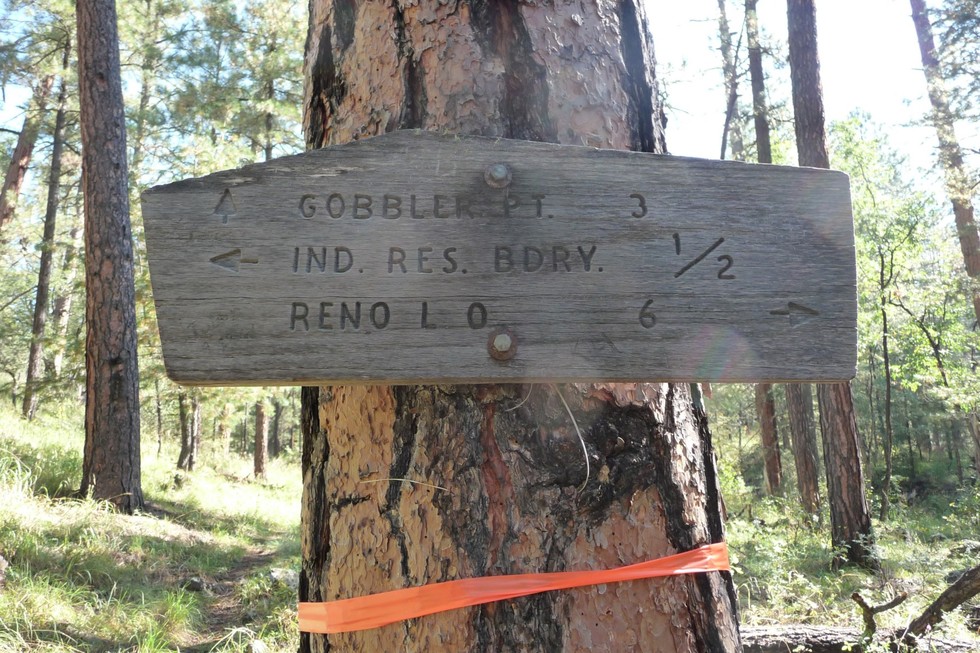 ↑ GOBBLER PT. 3
← IND. RES. BDRY. 1/2
RENO L O 6 →